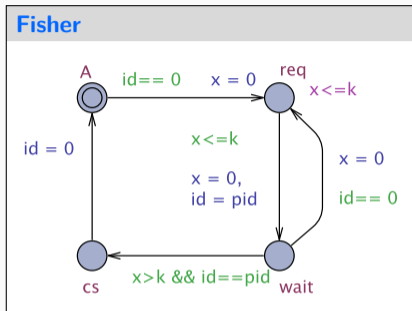 Fisher
A
id== 0
x = 0
req
x<=k
x<=k
id = 0
x = 0,
id = pid
x = 0
id== 0
x>k && id==pid
cs
wait